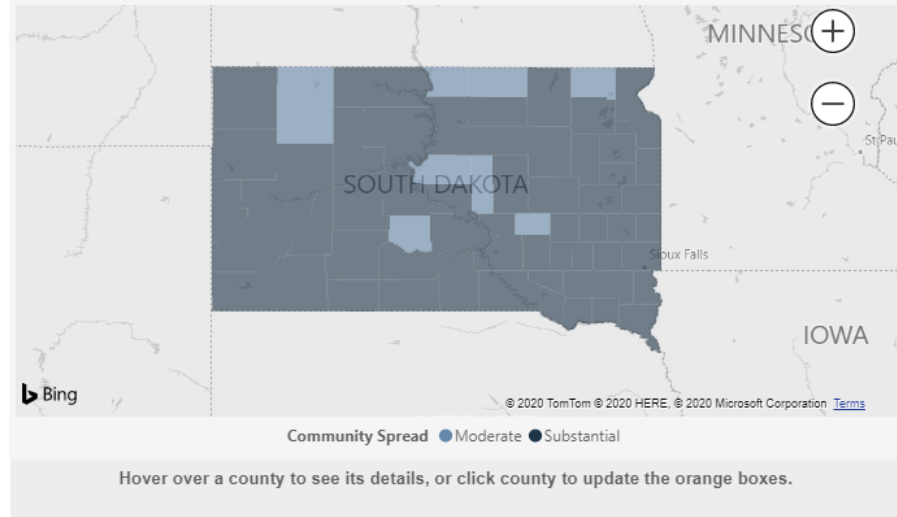 MINNESO
St Pau
SOUTH DAKOTA
Sioux Falls
IOWA
Bing
© 2020 TomTom © 2020 HERE, © 2020 Microsoft Corporation Terms
Community Spread Moderate Substantial
Hover over a county to see its details, or click county to update the orange boxes.